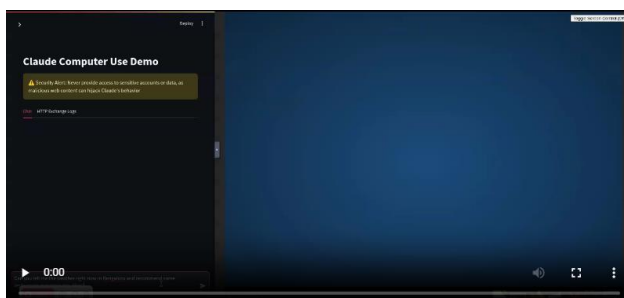 Deploy
Claude Computer Use Demo
⚠ Security Alert: Never provide access to sensitive accounts or data, as
malicious web content can hijack Claude's behavior
Chat HTTP Exchange Logs
0:00